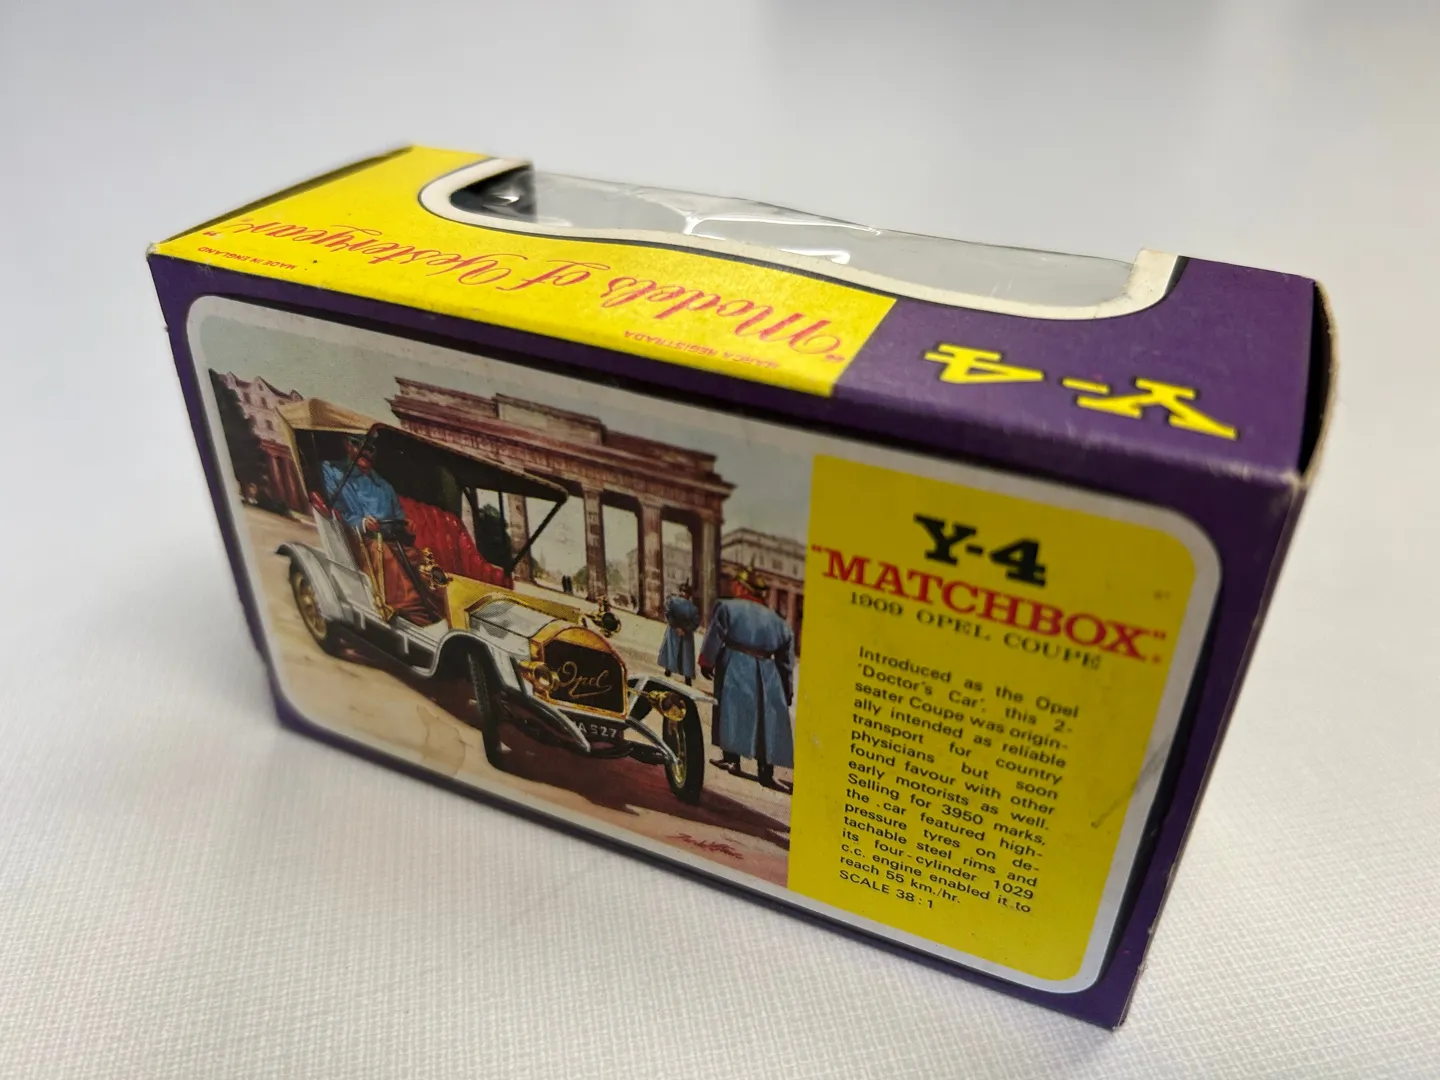 "Models of Yesteryear"
MADE IN ENGLAND
MARCA REGISTRADA
Y-4
Opel
AS27
Y-4
"MATCHBOX"
1909 OPEL COUPE
Introduced as the Opel
'Doctor's Car', this 2-
seater Coupe was origin-
ally intended as reliable
transport for country
physicians but soon
found favour with other
early motorists as well.
Selling for 3950 marks,
the car featured high-
pressure tyres on de-
tachable steel rims and
its four-cylinder 1029
c.c. engine enabled it to
reach 55 km./hr.
SCALE 38 : 1